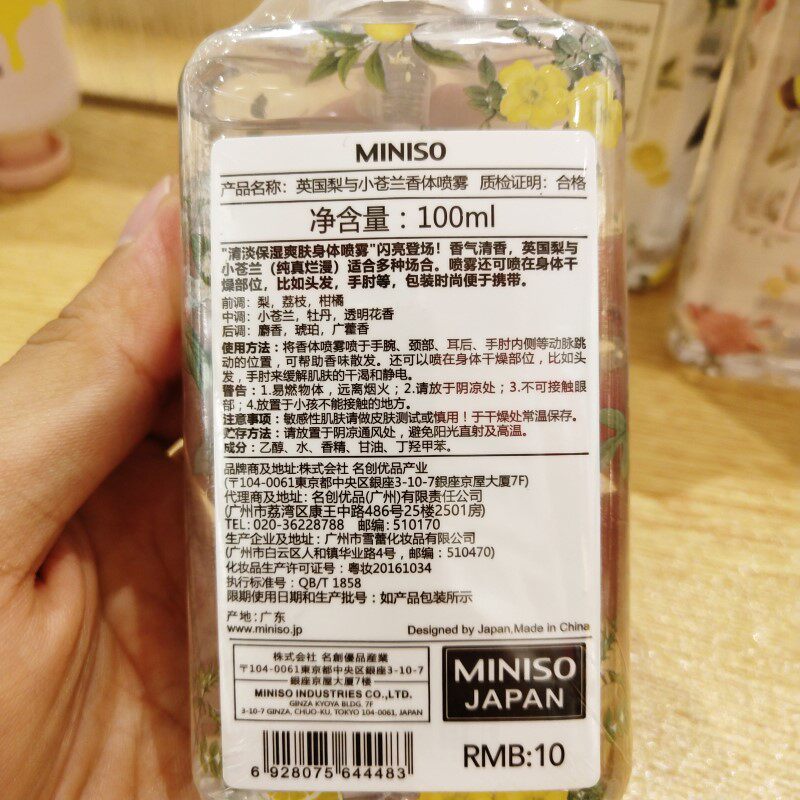 MINISO
产品名称：英国梨与小苍兰香体喷雾 质检证明：合格
净含量：100ml
"清淡保湿爽肤身体喷雾"闪亮登场！香气清香，英国梨与
小苍兰（纯真烂漫）适合多种场合。喷雾还可喷在身体干
燥部位，比如头发，手肘等，包装时尚便于携带。
前调：梨，荔枝，柑橘
中调：小苍兰，牡丹，透明花香
后调：麝香，琥珀，广藿香
使用方法：将香体喷雾喷于手腕、颈部、耳后、手肘内侧等动脉跳
动的位置，可帮助香味散发。还可以喷在身体干燥部位，比如头
发，手肘来缓解肌肤的干渴和静电。
警告：1.易燃物体，远离烟火；2.请放于阴凉处；3.不可接触眼
部；4.放置于小孩不能接触的地方。
注意事项：敏感性肌肤请做皮肤测试或慎用！于干燥处常温保存。
贮存方法：请放置于阴凉通风处，避免阳光直射及高温。
成分：乙醇、水、香精、甘油、丁羟甲苯。
品牌商及地址:株式会社 名创优品产业
(〒104-0061東京都中央区銀座3-10-7銀座京屋大厦7F)
代理商及地址：名创优品(广州)有限责任公司
(广州市荔湾区康王中路486号25楼2501房)
TEL: 020-36228788 邮编: 510170
生产企业及地址：广州市雪蕾化妆品有限公司
(广州市白云区人和镇华业路4号，邮编：510470)
化妆品生产许可证号：粤妆20161034
执行标准号：QB/T 1858
限期使用日期和生产批号：如产品包装所示
产地:广东
www.miniso.jp Designed by Japan,Made in China
株式会社 名創優品産業
〒104-0061東京都中央区銀座3-10-7
銀座京屋大厦7楼
MINISO INDUSTRIES CO.,LTD.
GINZA KYOYA BLDG. 7F
3-10-7 GINZA, CHUO-KU, TOKYO 104-0061, JAPAN
MINISO
JAPAN
RMB:10
6 928075 644483